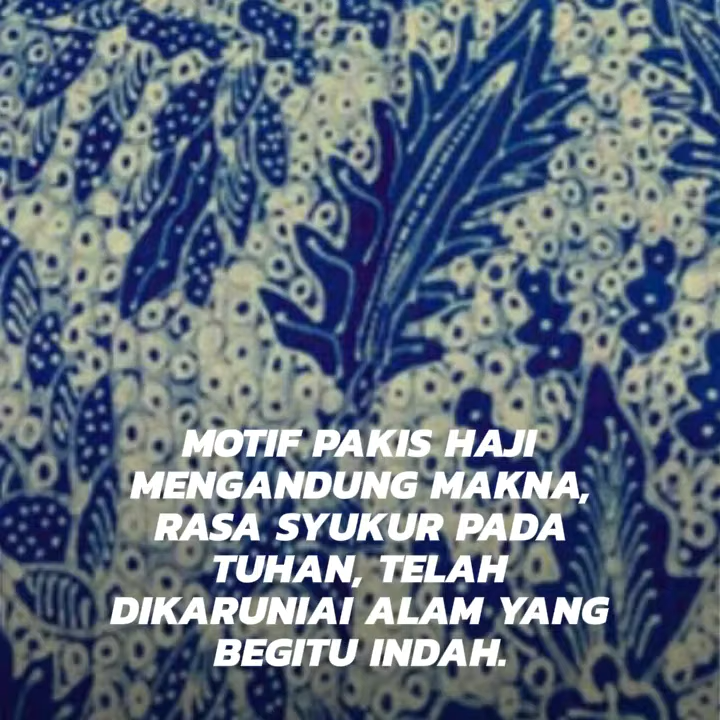 MOTIF PAKIS HAJI
MENGANDUNG MAKNA,
RASA SYUKUR PADA
TUHAN, TELAH
DIKARUNIAI ALAM YANG
BEGITU INDAH.